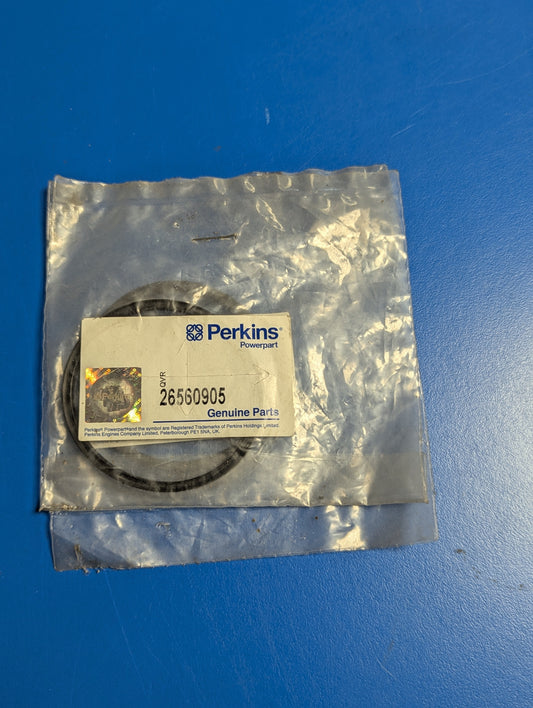 Perkins®
Powerpart
QVR
26560905
Genuine Parts
Perkins® Powerpart®and the symbol are Registered Trademarks of Perkins Holdings Limited.
Perkins Engines Company Limited, Peterborough,PE1 5NA, UK.